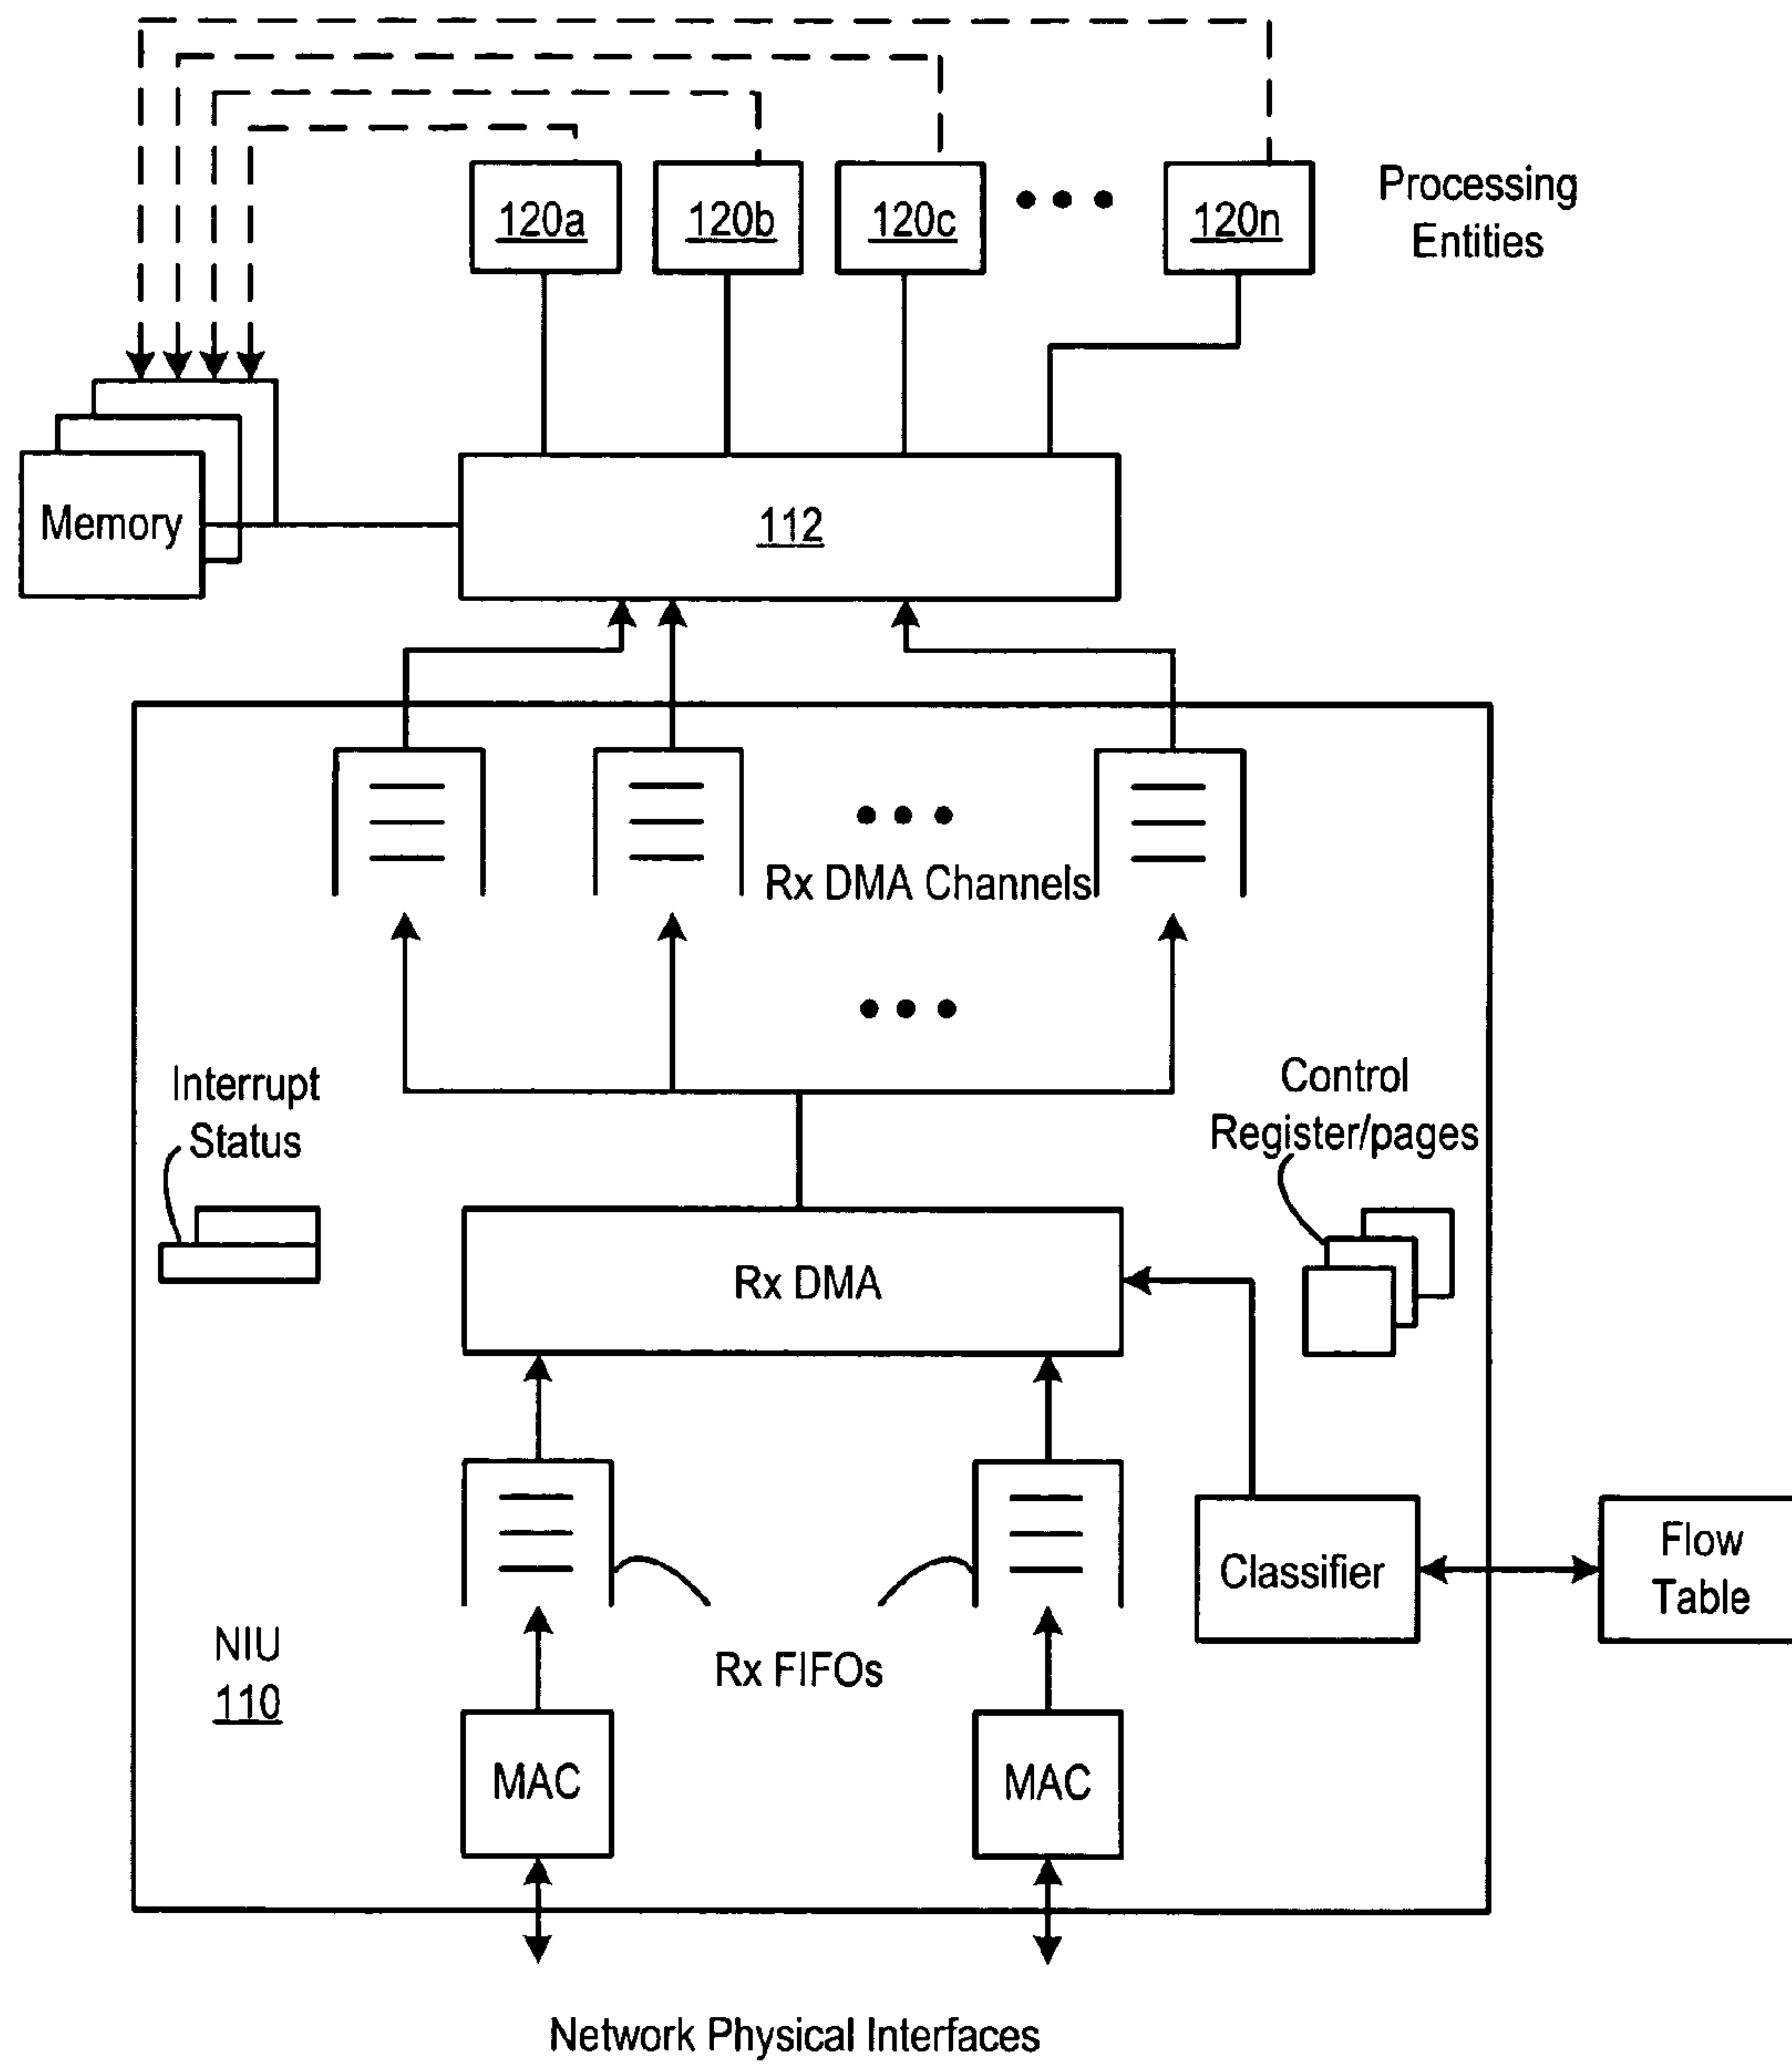 120a
120b
120c
120n
Processing
Entities
Memory
112
Rx DMA Channels
Interrupt
Status
Control
Register/pages
Rx DMA
Classifier
Flow
Table
NIU
110
Rx FIFOs
MAC
MAC
Network Physical Interfaces